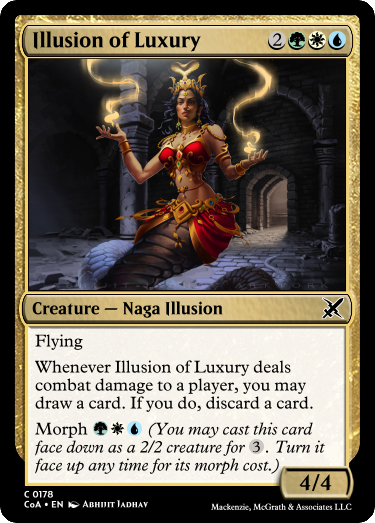 Illusion of Luxury 2
Creature — Naga Illusion
Flying
Whenever Illusion of Luxury deals
combat damage to a player, you may
draw a card. If you do, discard a card.
Morph (You may cast this card
face down as a 2/2 creature for 3. Turn it
face up any time for its morph cost.)
4/4
C 0178
CoA • EN Abhijit Jadhav
Mackenzie, McGrath & Associates LLC